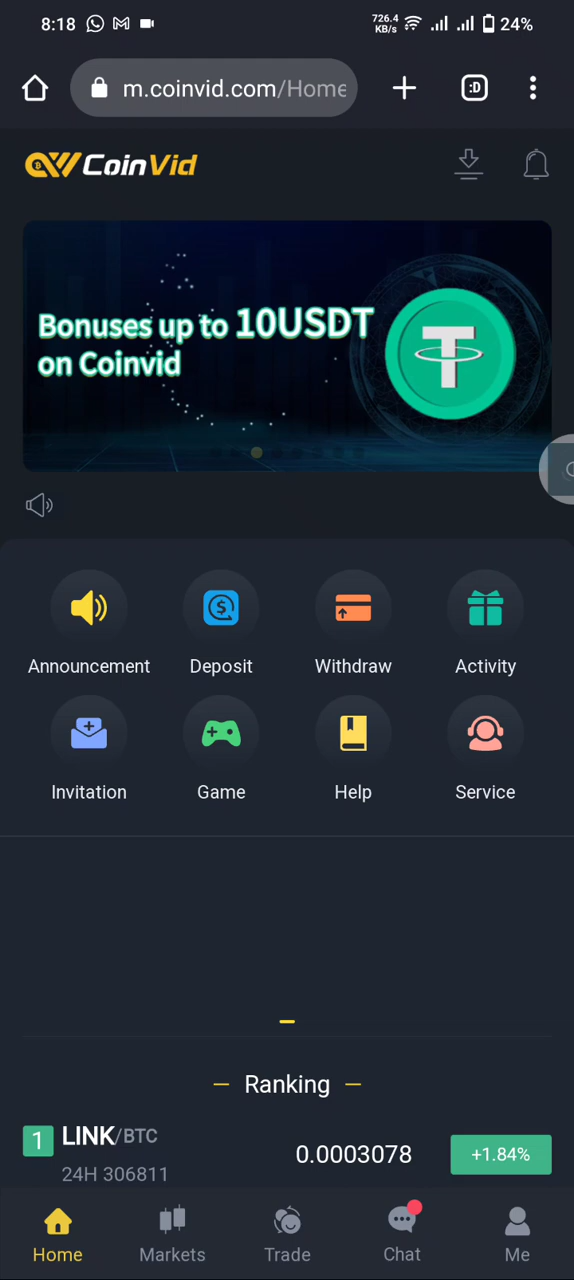 8:18
726.4
KB/s
24%
m.coinvid.com/Home
:D
CoinVid
Bonuses up to 10USDT
on Coinvid
Announcement
Deposit
Withdraw
Activity
Invitation
Game
Help
Service
Ranking
1
LINK/BTC
0.0003078
+1.84%
24H 306811
Home
Markets
Trade
Chat
Me